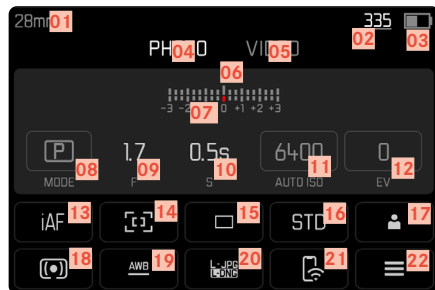 28mm 01 335 02 03
PHOTO 04 VIDEO 05
06
07
-3 -2 0 +1 +2 +3
P 08 1.7 09 0.5s 10 6400 11 0 12
MODE F S AUTO ISO EV
iAF 13 14 15 STD 16 17
18 AWB 19 L-JPG L-DNG 20 21 22